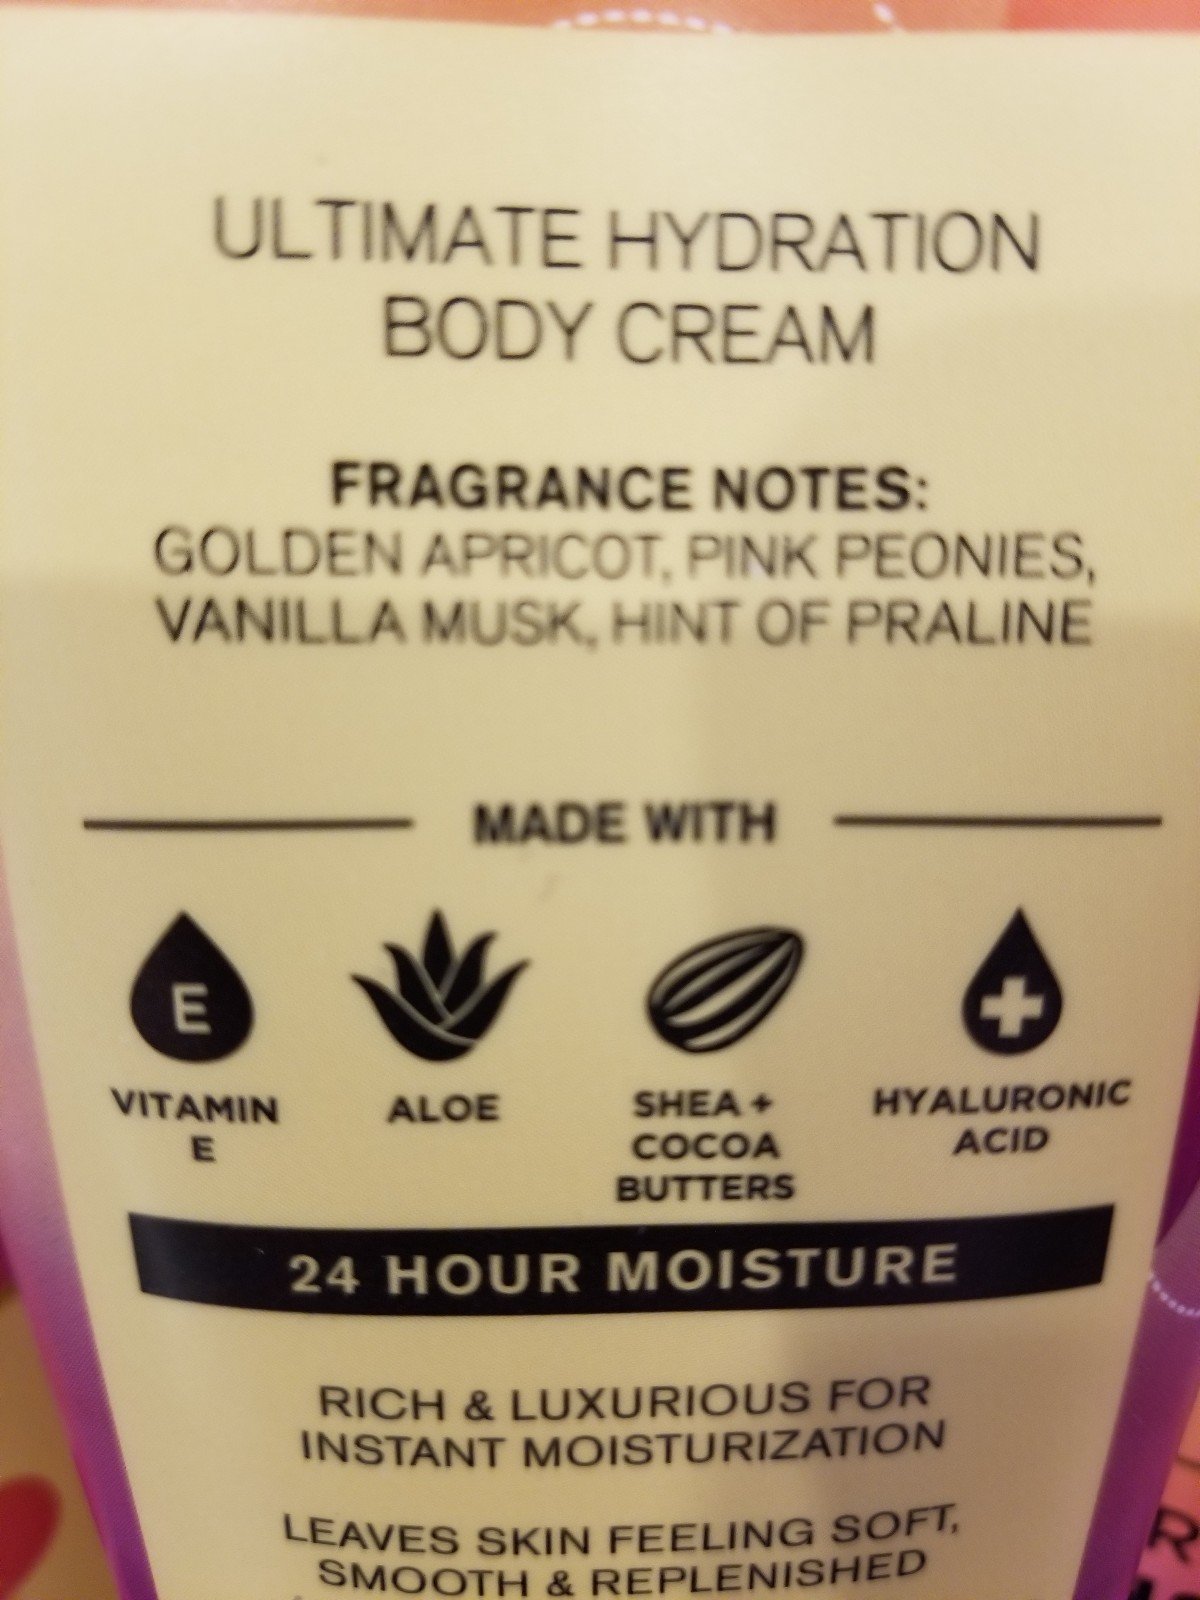 ULTIMATE HYDRATION
BODY CREAM
FRAGRANCE NOTES:
GOLDEN APRICOT, PINK PEONIES,
VANILLA MUSK, HINT OF PRALINE
MADE WITH
E
VITAMIN
E
ALOE
SHEA +
COCOA
BUTTERS
HYALURONIC
ACID
24 HOUR MOISTURE
RICH & LUXURIOUS FOR
INSTANT MOISTURIZATION
LEAVES SKIN FEELING SOFT,
SMOOTH & REPLENISHED